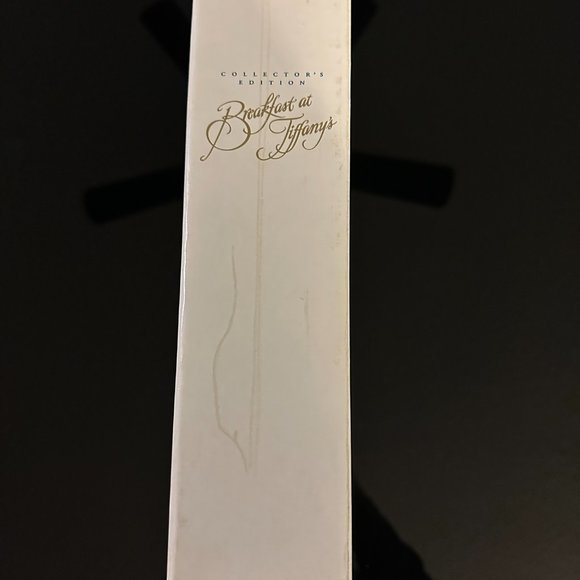 COLLECTOR'S
EDITION
Breakfast at
Tiffany's